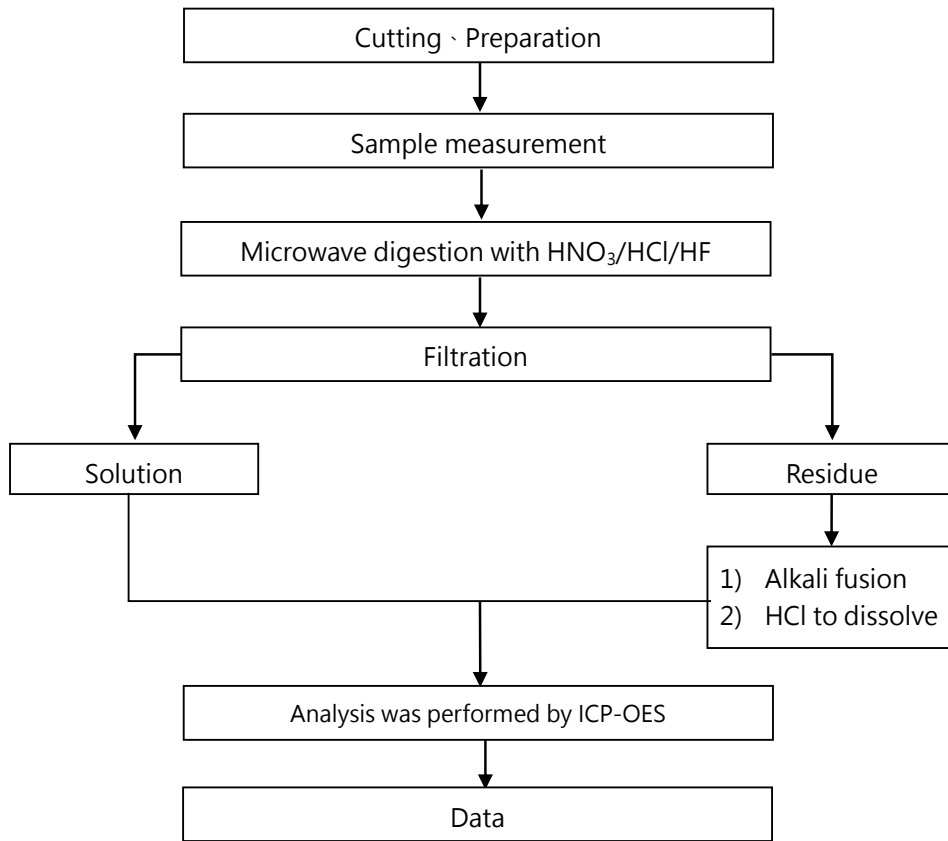 Cutting、Preparation
Sample measurement
Microwave digestion with HNO₃/HCl/HF
Filtration
Solution
Residue
1) Alkali fusion
2) HCl to dissolve
Analysis was performed by ICP-OES
Data